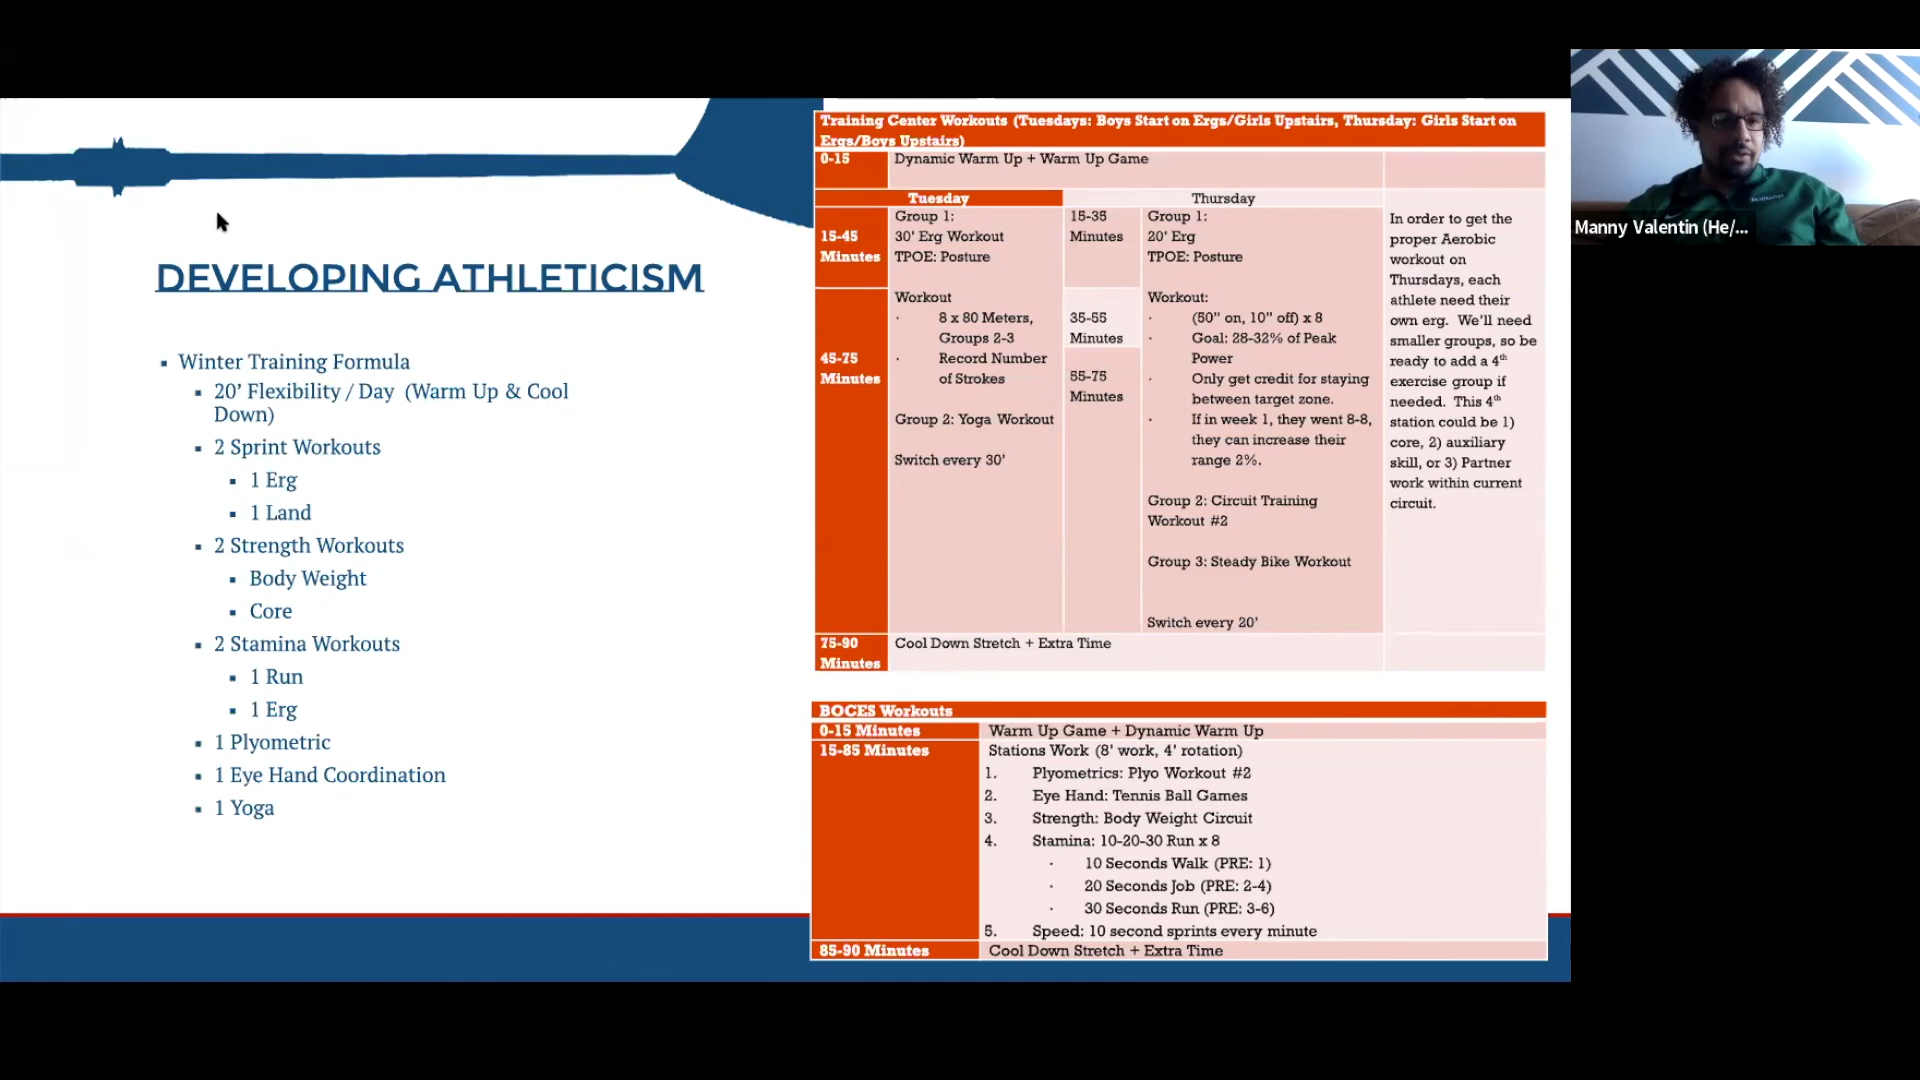 DEVELOPING ATHLETICISM
▪ Winter Training Formula
▪ 20’ Flexibility / Day (Warm Up & Cool
Down)
▪ 2 Sprint Workouts
▪ 1 Erg
▪ 1 Land
▪ 2 Strength Workouts
▪ Body Weight
▪ Core
▪ 2 Stamina Workouts
▪ 1 Run
▪ 1 Erg
▪ 1 Plyometric
▪ 1 Eye Hand Coordination
▪ 1 Yoga
Training Center Workouts (Tuesdays: Boys Start on Ergs/Girls Upstairs, Thursday: Girls Start on
Ergs/Boys Upstairs)
0-15
Dynamic Warm Up + Warm Up Game
Tuesday
Thursday
15-45
Minutes
45-75
Minutes
Group 1:
30’ Erg Workout
TPOE: Posture
Workout
· 8 x 80 Meters,
Groups 2-3
· Record Number
of Strokes
Group 2: Yoga Workout
Switch every 30’
15-35
Minutes
35-55
Minutes
55-75
Minutes
Group 1:
20’ Erg
TPOE: Posture
Workout:
· (50” on, 10” off) x 8
· Goal: 28-32% of Peak
Power
· Only get credit for staying
between target zone.
· If in week 1, they went 8-8,
they can increase their
range 2%.
Group 2: Circuit Training
Workout #2
Group 3: Steady Bike Workout
Switch every 20’
In order to get the
proper Aerobic
workout on
Thursdays, each
athlete need their
own erg. We’ll need
smaller groups, so be
ready to add a 4th
exercise group if
needed. This 4th
station could be 1)
core, 2) auxiliary
skill, or 3) Partner
work within current
circuit.
75-90
Minutes
Cool Down Stretch + Extra Time
BOCES Workouts
0-15 Minutes
Warm Up Game + Dynamic Warm Up
15-85 Minutes
Stations Work (8’ work, 4’ rotation)
1. Plyometrics: Plyo Workout #2
2. Eye Hand: Tennis Ball Games
3. Strength: Body Weight Circuit
4. Stamina: 10-20-30 Run x 8
· 10 Seconds Walk (PRE: 1)
· 20 Seconds Job (PRE: 2-4)
· 30 Seconds Run (PRE: 3-6)
5. Speed: 10 second sprints every minute
85-90 Minutes
Cool Down Stretch + Extra Time
Manny Valentin (He/...